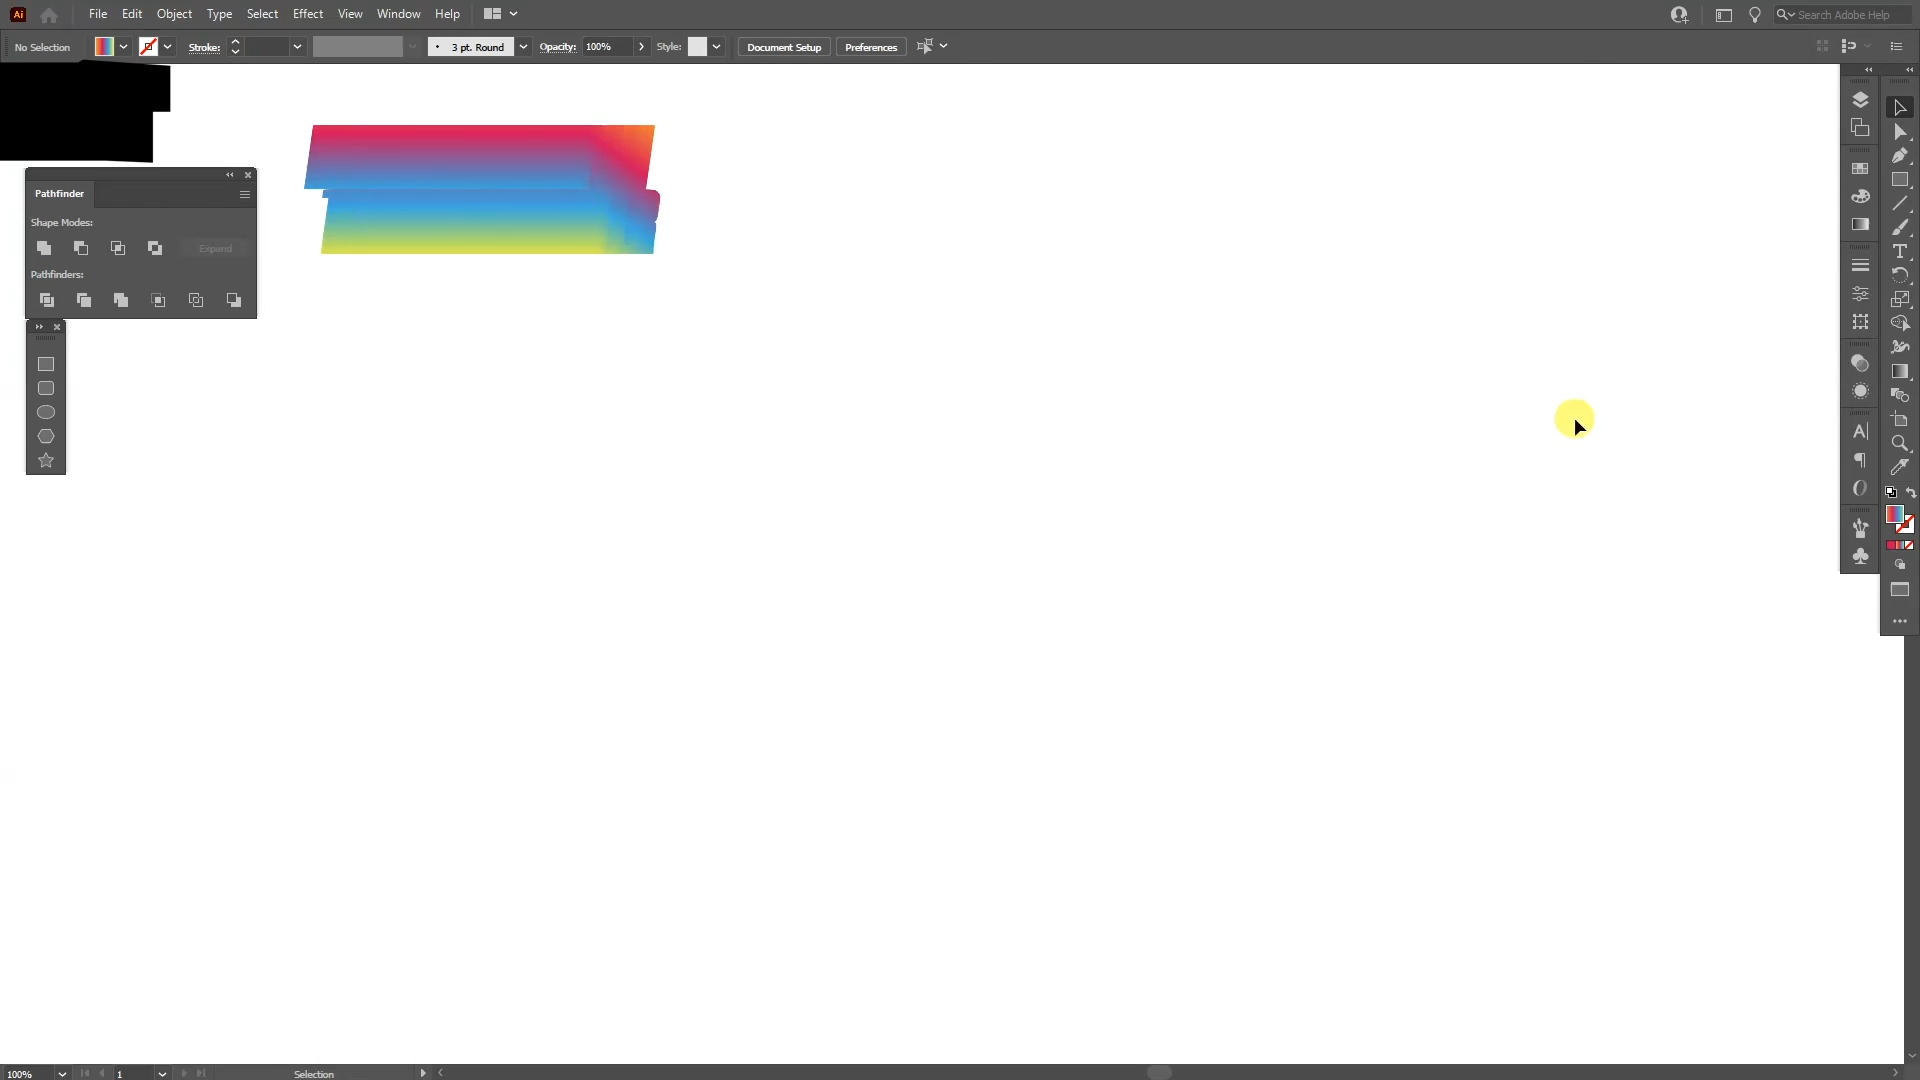 Ai File Edit Object Type Select Effect View Window Help Search Adobe Help
No Selection Stroke: 3 pt. Round Opacity: 100% Style: Document Setup Preferences
Pathfinder
Shape Modes:
Expand
Pathfinders:
100% 1 Selection